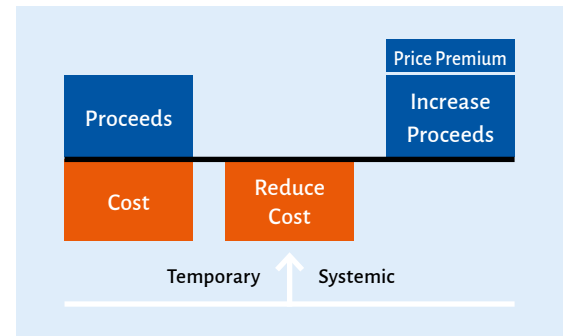 Price Premium
Proceeds
Increase
Proceeds
Cost
Reduce
Cost
Temporary
Systemic